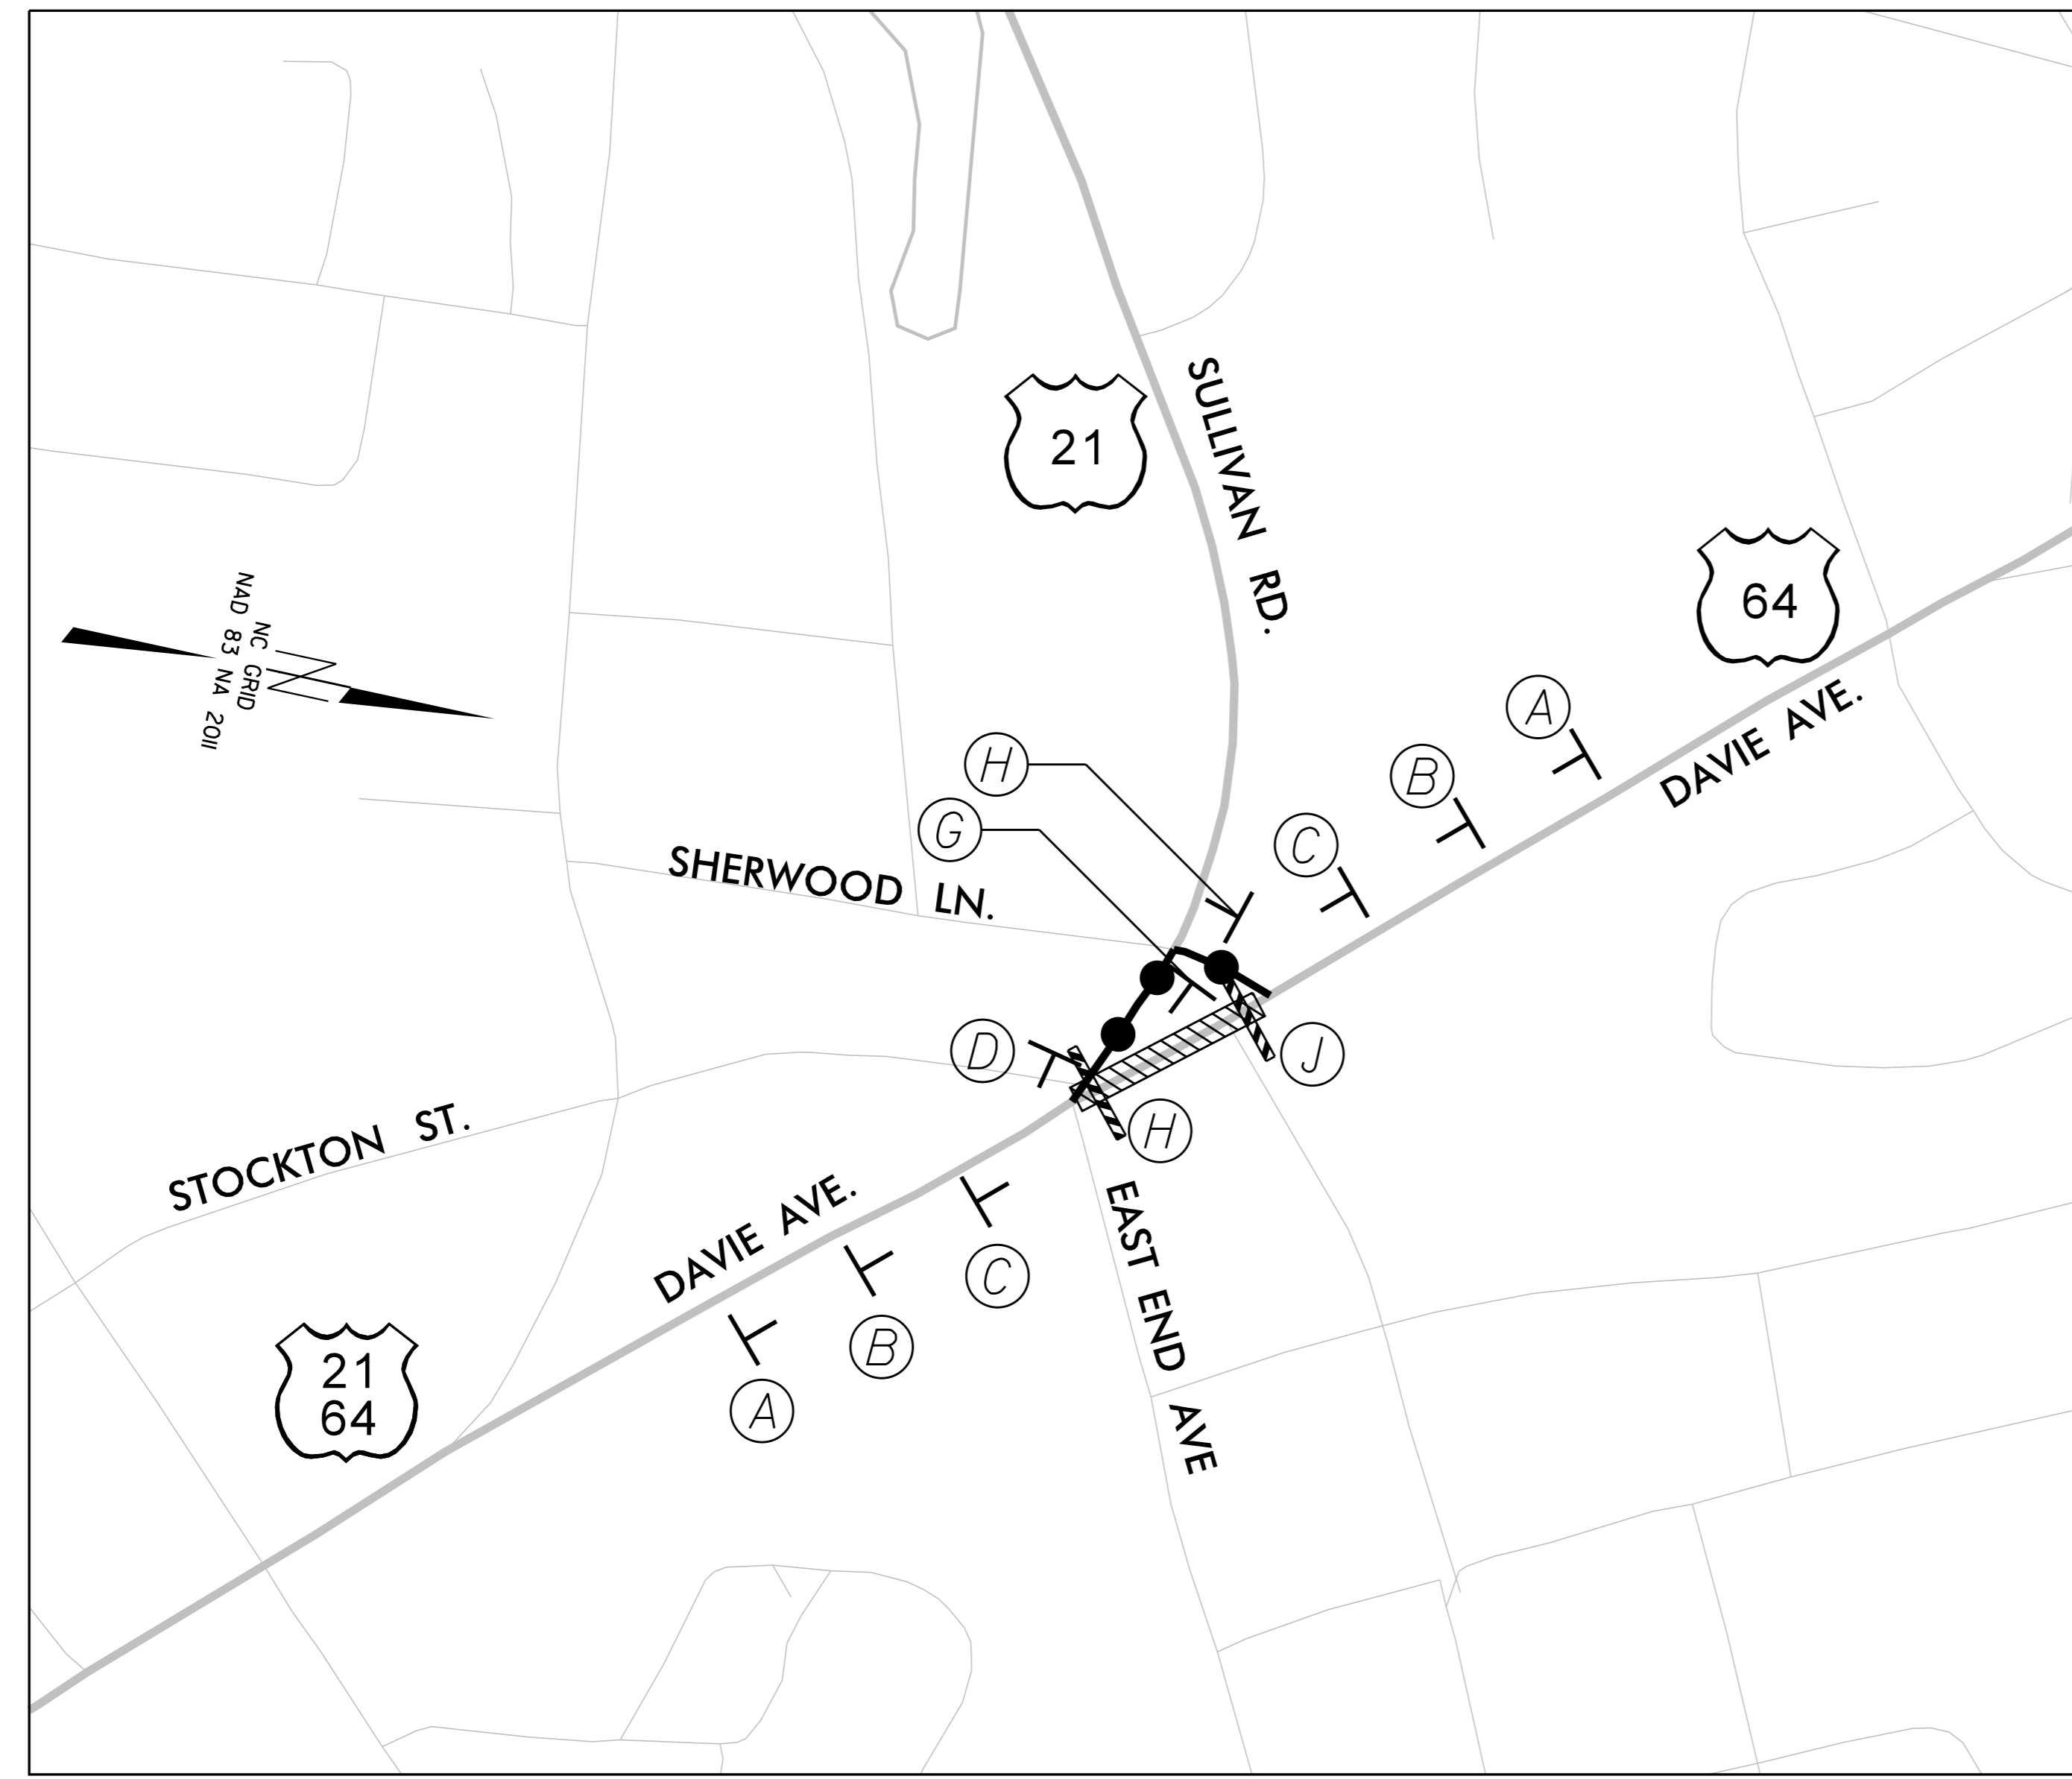 21
SULLIVAN RD.
64
NC GRID
NAD 83 NA 2011
A
H
B
DAVIE AVE.
G
C
SHERWOOD LN.
D
J
STOCKTON ST.
H
DAVIE AVE.
EAST END AVE
C
B
21
64
A